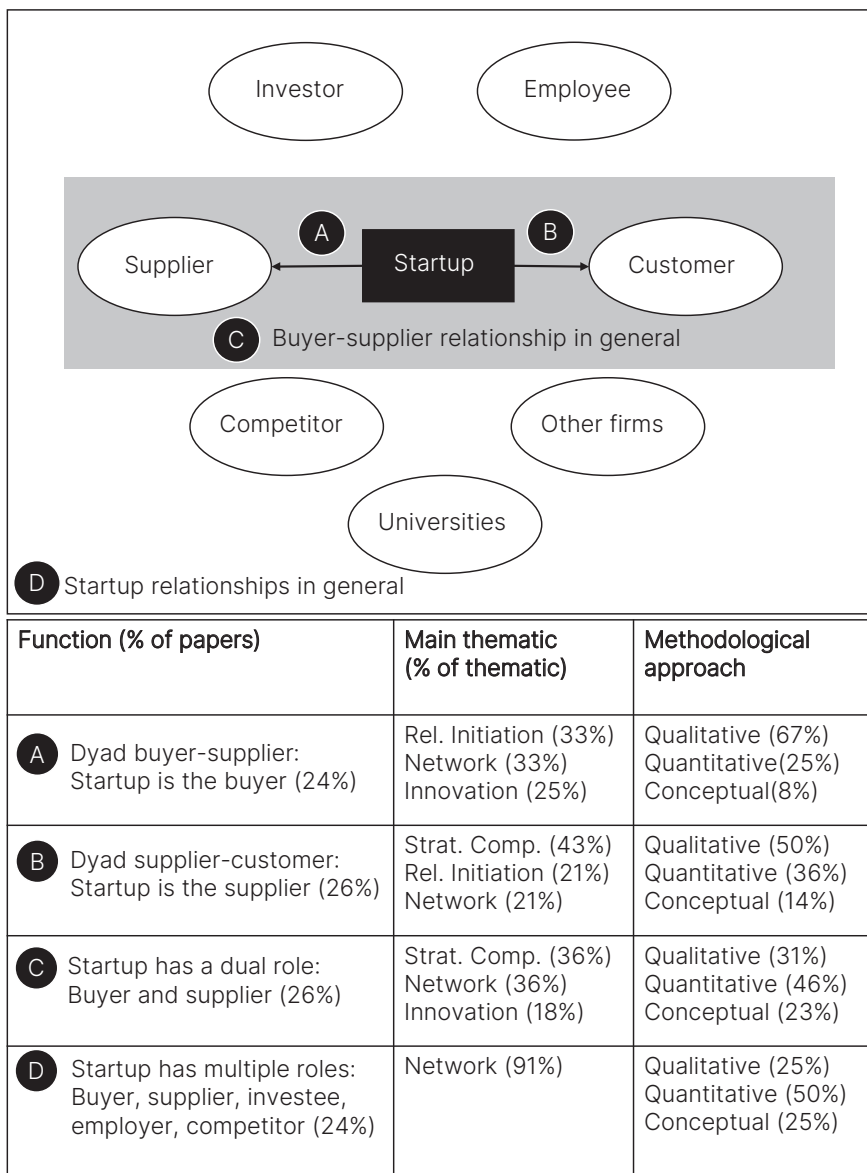 Investor
Employee
A
B
Supplier
Startup
Customer
C Buyer-supplier relationship in general
Competitor
Other firms
Universities
D Startup relationships in general
Function (% of papers)
Main thematic
(% of thematic)
Methodological
approach
A Dyad buyer-supplier:
Startup is the buyer (24%)
Rel. Initiation (33%)
Network (33%)
Innovation (25%)
Qualitative (67%)
Quantitative(25%)
Conceptual(8%)
B Dyad supplier-customer:
Startup is the supplier (26%)
Strat. Comp. (43%)
Rel. Initiation (21%)
Network (21%)
Qualitative (50%)
Quantitative (36%)
Conceptual (14%)
C Startup has a dual role:
Buyer and supplier (26%)
Strat. Comp. (36%)
Network (36%)
Innovation (18%)
Qualitative (31%)
Quantitative (46%)
Conceptual (23%)
D Startup has multiple roles:
Buyer, supplier, investee,
employer, competitor (24%)
Network (91%)
Qualitative (25%)
Quantitative (50%)
Conceptual (25%)